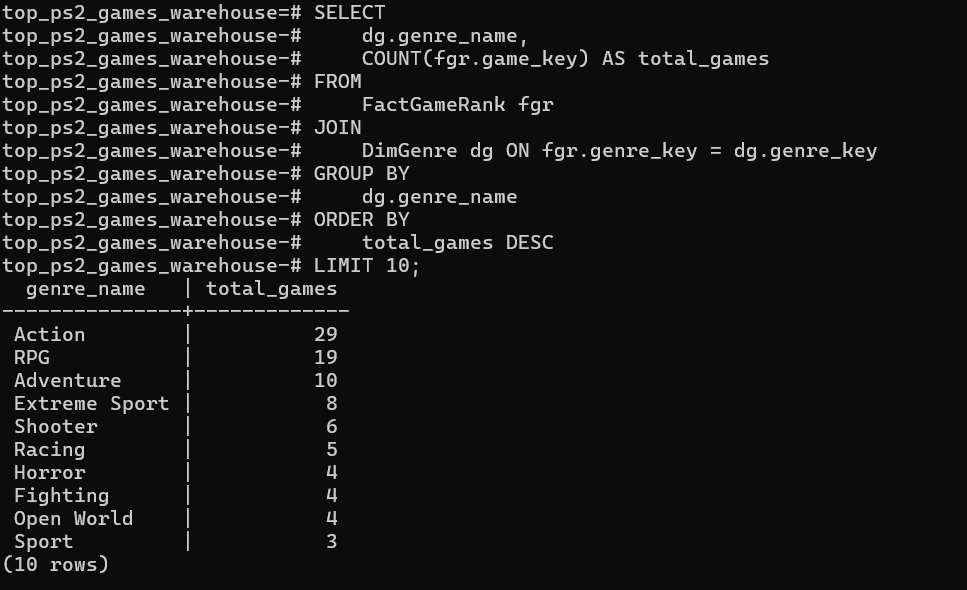 top_ps2_games_warehouse=# SELECT
top_ps2_games_warehouse-#     dg.genre_name,
top_ps2_games_warehouse-#     COUNT(fgr.game_key) AS total_games
top_ps2_games_warehouse-# FROM
top_ps2_games_warehouse-#     FactGameRank fgr
top_ps2_games_warehouse-# JOIN
top_ps2_games_warehouse-#     DimGenre dg ON fgr.genre_key = dg.genre_key
top_ps2_games_warehouse-# GROUP BY
top_ps2_games_warehouse-#     dg.genre_name
top_ps2_games_warehouse-# ORDER BY
top_ps2_games_warehouse-#     total_games DESC
top_ps2_games_warehouse-# LIMIT 10;
  genre_name   | total_games
---------------+-------------
 Action        |          29
 RPG           |          19
 Adventure     |          10
 Extreme Sport |           8
 Shooter       |           6
 Racing        |           5
 Horror        |           4
 Fighting      |           4
 Open World    |           4
 Sport         |           3
(10 rows)